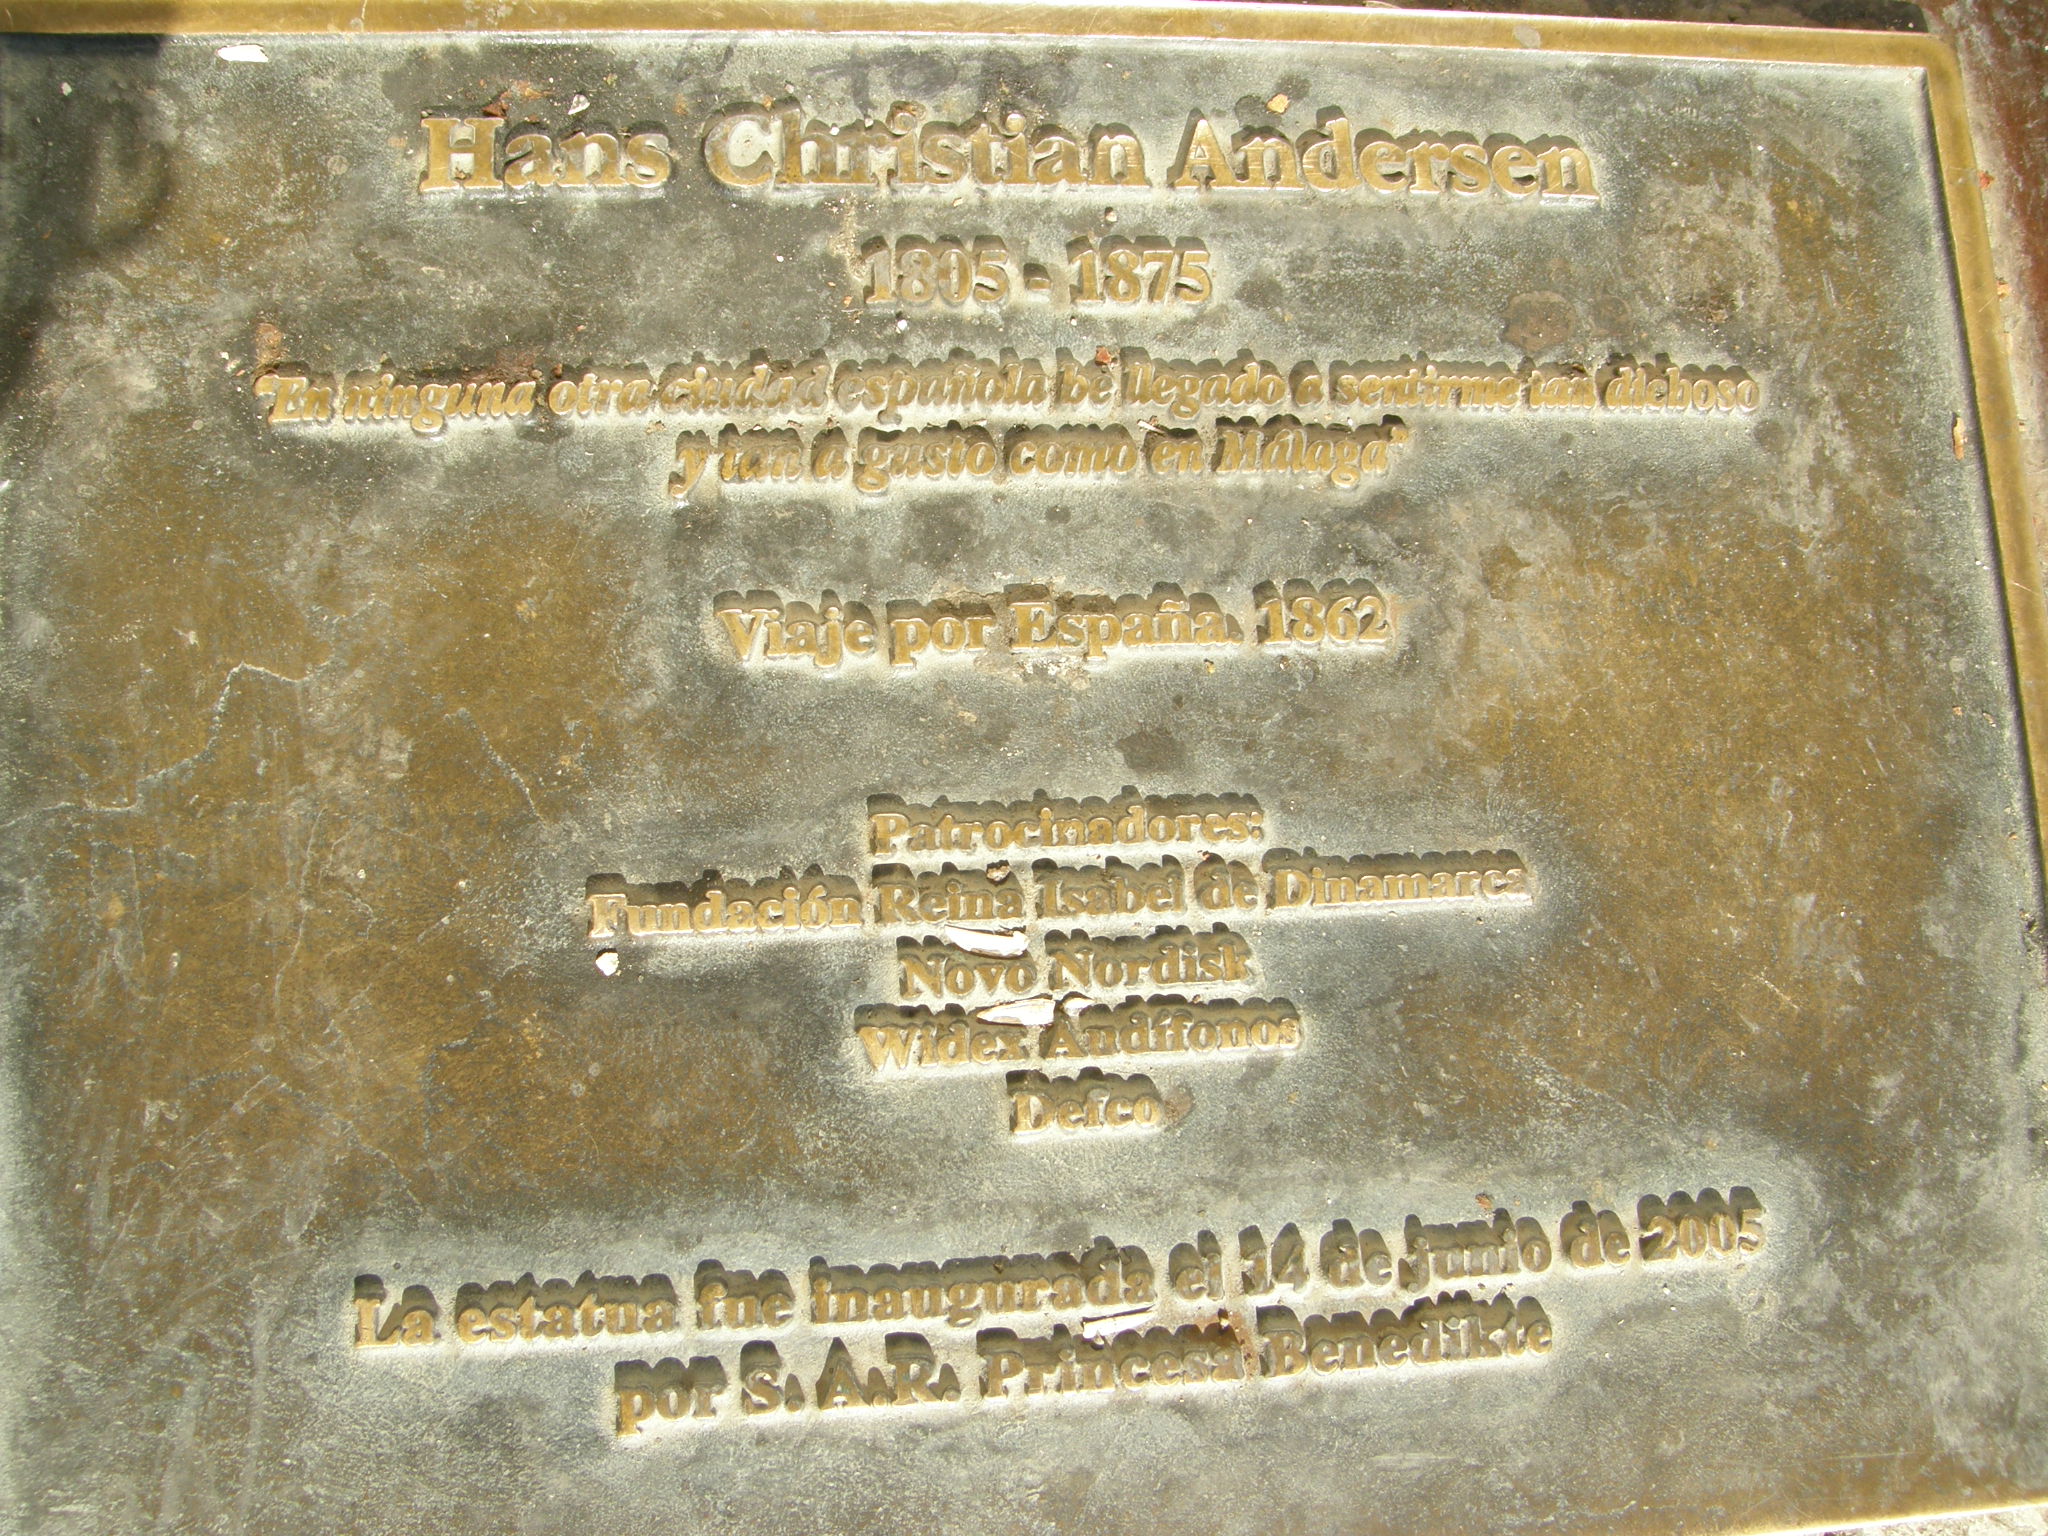 Hans Christian Andersen
1805 - 1875
"En ninguna otra ciudad española he llegado a sentirme tan dichoso
y tan a gusto como en Málaga"
Viaje por España. 1862
Patrocinadores:
Fundación Reina Isabel de Dinamarca
Novo Nordisk
Widex Audífonos
Defco
La estatua fue inaugurada el 14 de junio de 2005
por S. A.R. Princesa Benedikte